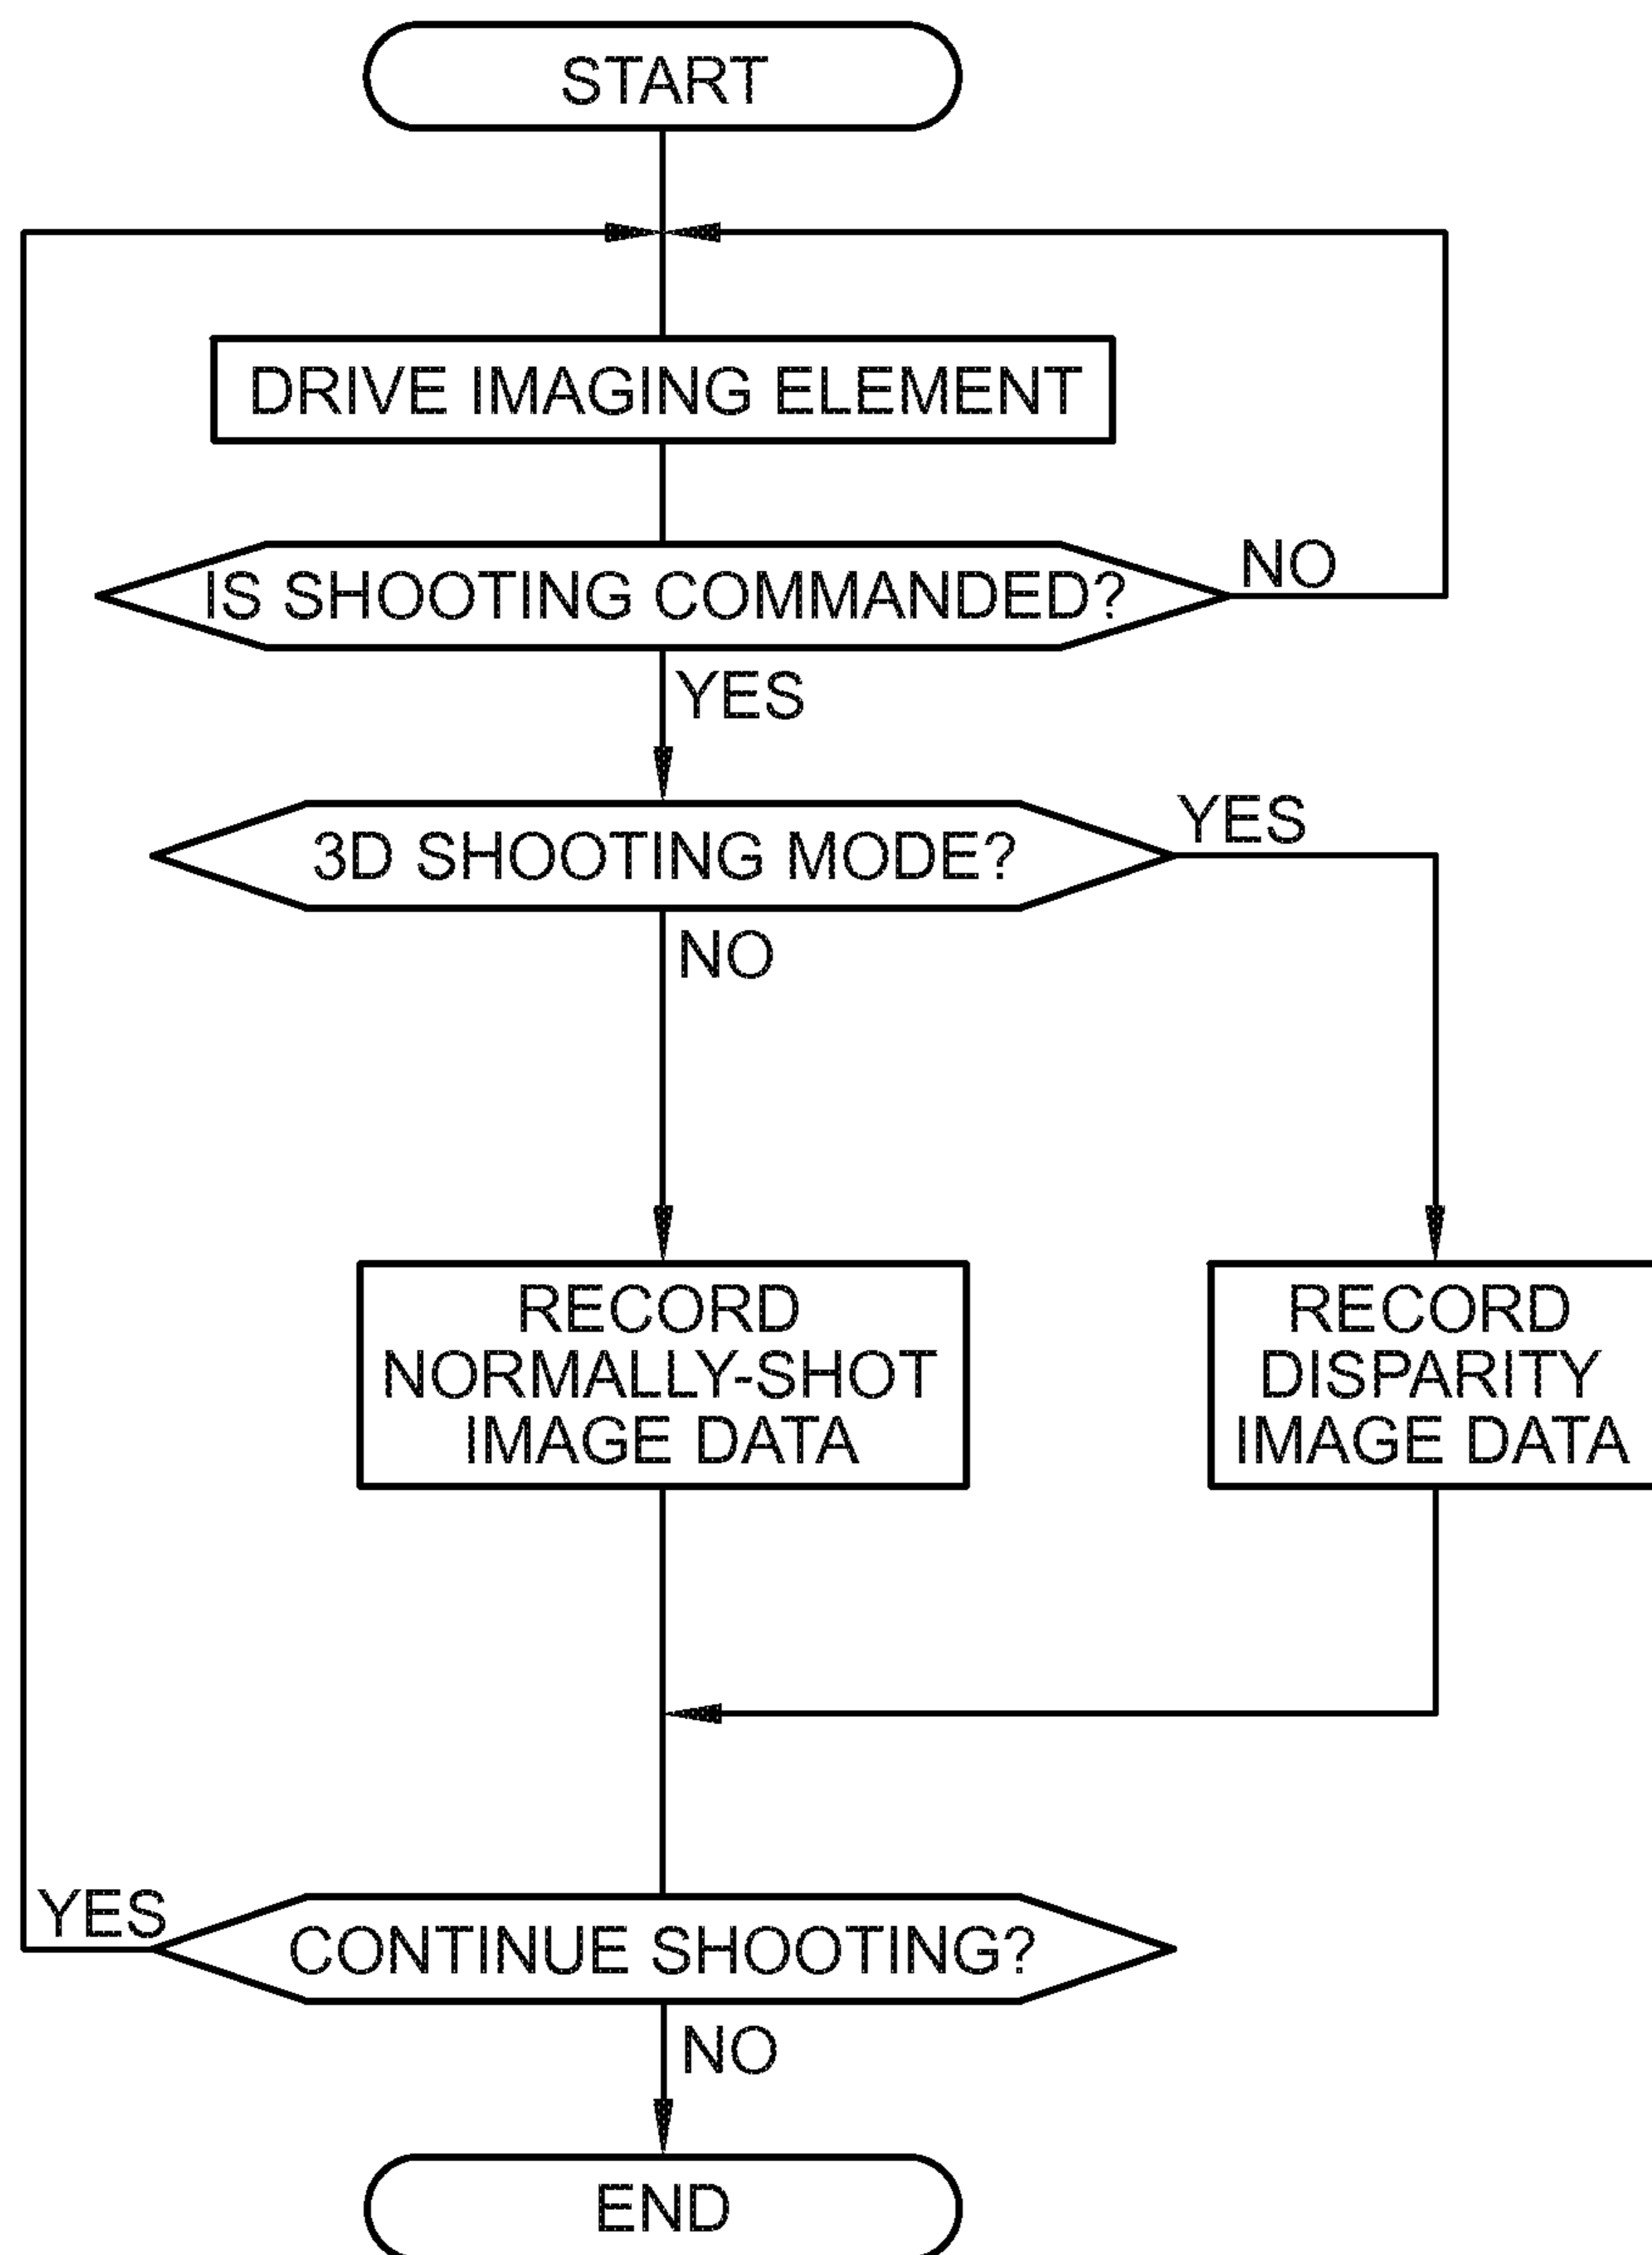 START
DRIVE IMAGING ELEMENT
IS SHOOTING COMMANDED?
NO
YES
3D SHOOTING MODE?
YES
NO
RECORD
NORMALLY-SHOT
IMAGE DATA
RECORD
DISPARITY
IMAGE DATA
YES
CONTINUE SHOOTING?
NO
END